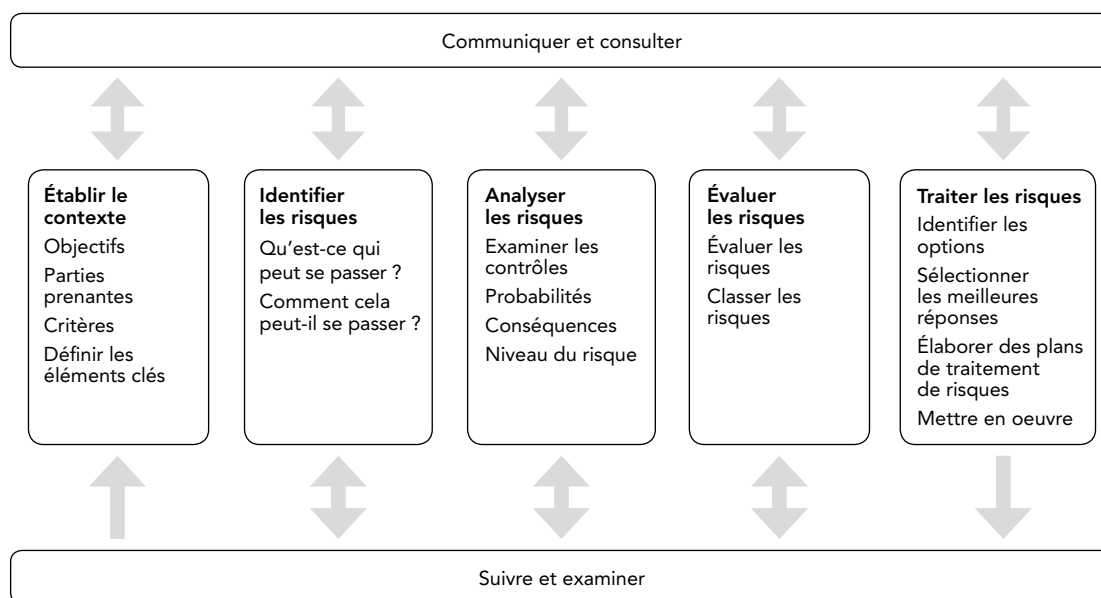 Communiquer et consulter
Établir le
contexte
Objectifs
Parties
prenantes
Critères
Définir les
éléments clés
Identifier
les risques
Qu’est-ce qui
peut se passer ?
Comment cela
peut-il se passer ?
Analyser
les risques
Examiner les
contrôles
Probabilités
Conséquences
Niveau du risque
Évaluer
les risques
Évaluer les
risques
Classer les
risques
Traiter les risques
Identifier les
options
Sélectionner
les meilleures
réponses
Élaborer des plans
de traitement
de risques
Mettre en oeuvre
Suivre et examiner